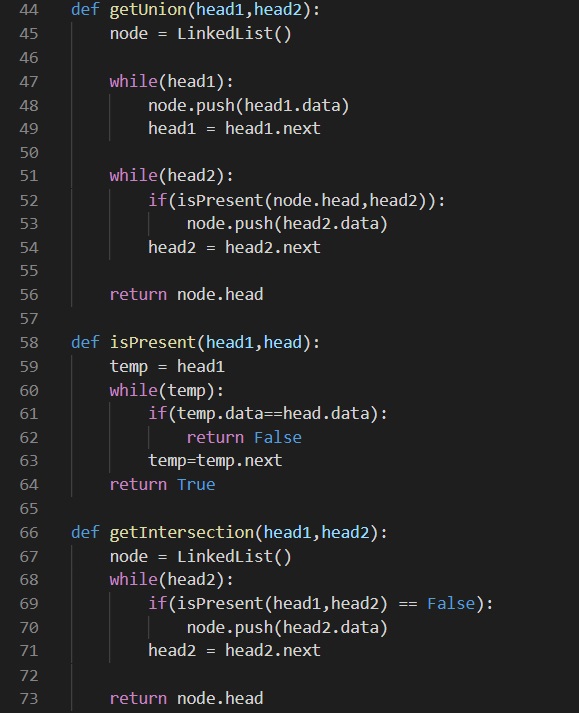 44 def getUnion(head1,head2):
45     node = LinkedList()
46
47     while(head1):
48         node.push(head1.data)
49         head1 = head1.next
50
51     while(head2):
52         if(isPresent(node.head,head2)):
53             node.push(head2.data)
54         head2 = head2.next
55
56     return node.head
57
58 def isPresent(head1,head):
59     temp = head1
60     while(temp):
61         if(temp.data==head.data):
62             return False
63         temp=temp.next
64     return True
65
66 def getIntersection(head1,head2):
67     node = LinkedList()
68     while(head2):
69         if(isPresent(head1,head2) == False):
70             node.push(head2.data)
71         head2 = head2.next
72
73     return node.head